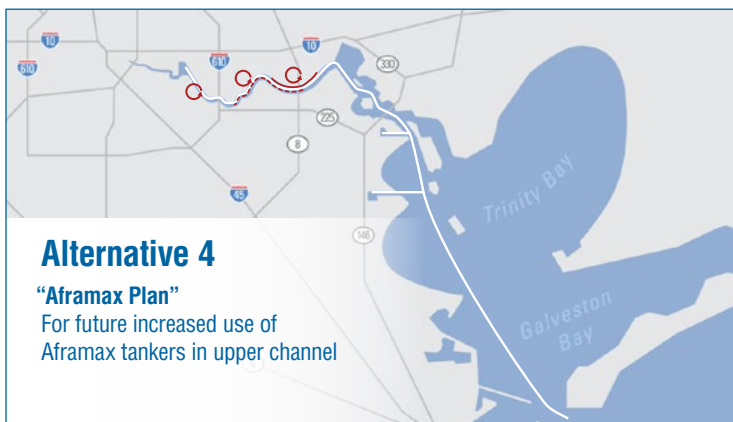 10
610
610
10
330
225
8
45
146
Trinity Bay
Galveston
Bay
Alternative 4
“Aframax Plan”
For future increased use of
Aframax tankers in upper channel